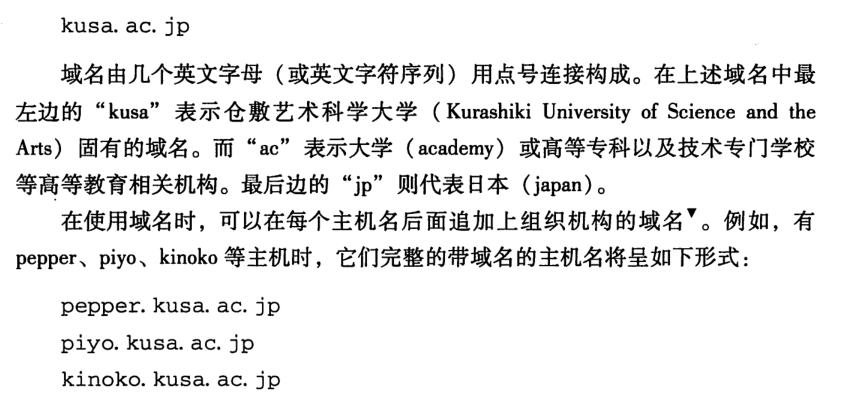 kusa.ac.jp
域名由几个英文字母（或英文字符序列）用点号连接构成。在上述域名中最
左边的“kusa”表示仓敷艺术科学大学（Kurashiki University of Science and the
Arts）固有的域名。而“ac”表示大学（academy）或高等专科以及技术专门学校
等高等教育相关机构。最后边的“jp”则代表日本（japan）。
在使用域名时，可以在每个主机名后面追加上组织机构的域名▼。例如，有
pepper、piyo、kinoko 等主机时，它们完整的带域名的主机名将呈如下形式：
pepper.kusa.ac.jp
piyo.kusa.ac.jp
kinoko.kusa.ac.jp